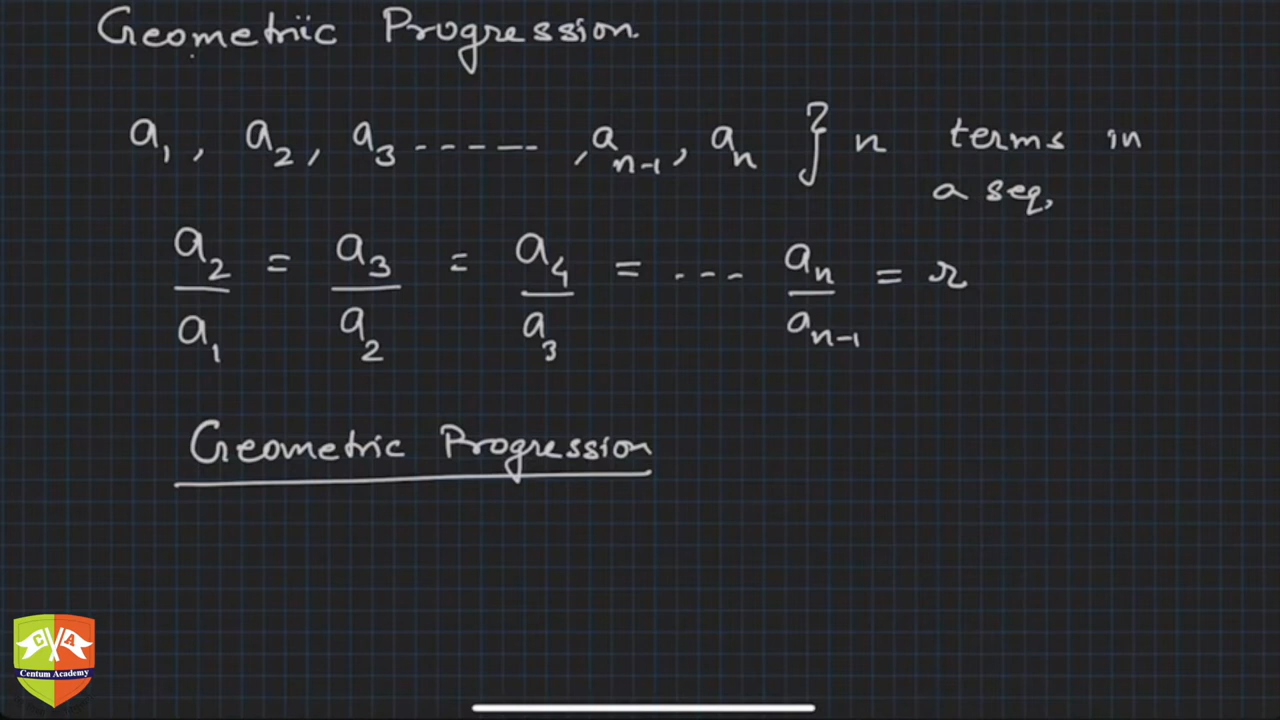 Geometric Progression.
a₁, a₂, a₃ ------ , aₙ₋₁, aₙ } n terms in
a seq.
a₂/a₁ = a₃/a₂ = a₄/a₃ = --- aₙ/aₙ₋₁ = r
Geometric Progression
C A
Centum Academy